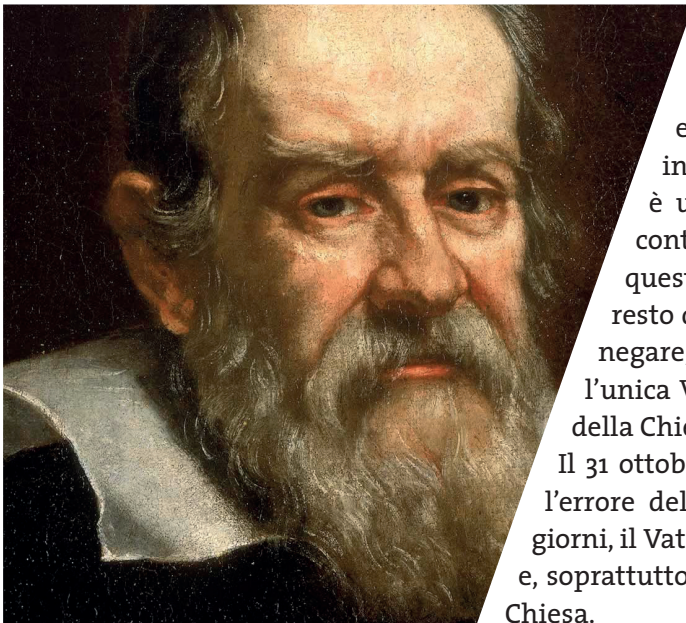 e
in
è u
cont
quest
resto d
negare,
l’unica V
della Chie
Il 31 ottob
l’errore del
giorni, il Vat
e, soprattutto
Chiesa.